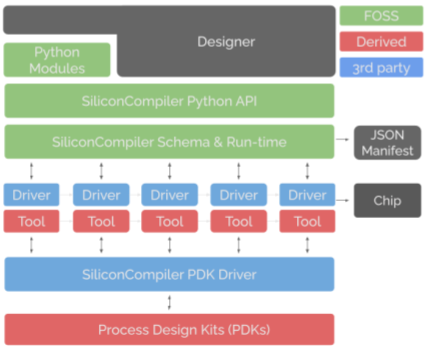 Designer
FOSS
Derived
3rd party
Python
Modules
SiliconCompiler Python API
SiliconCompiler Schema & Run-time
JSON
Manifest
Driver Driver Driver Driver Driver
Chip
Tool Tool Tool Tool Tool
SiliconCompiler PDK Driver
Process Design Kits (PDKs)